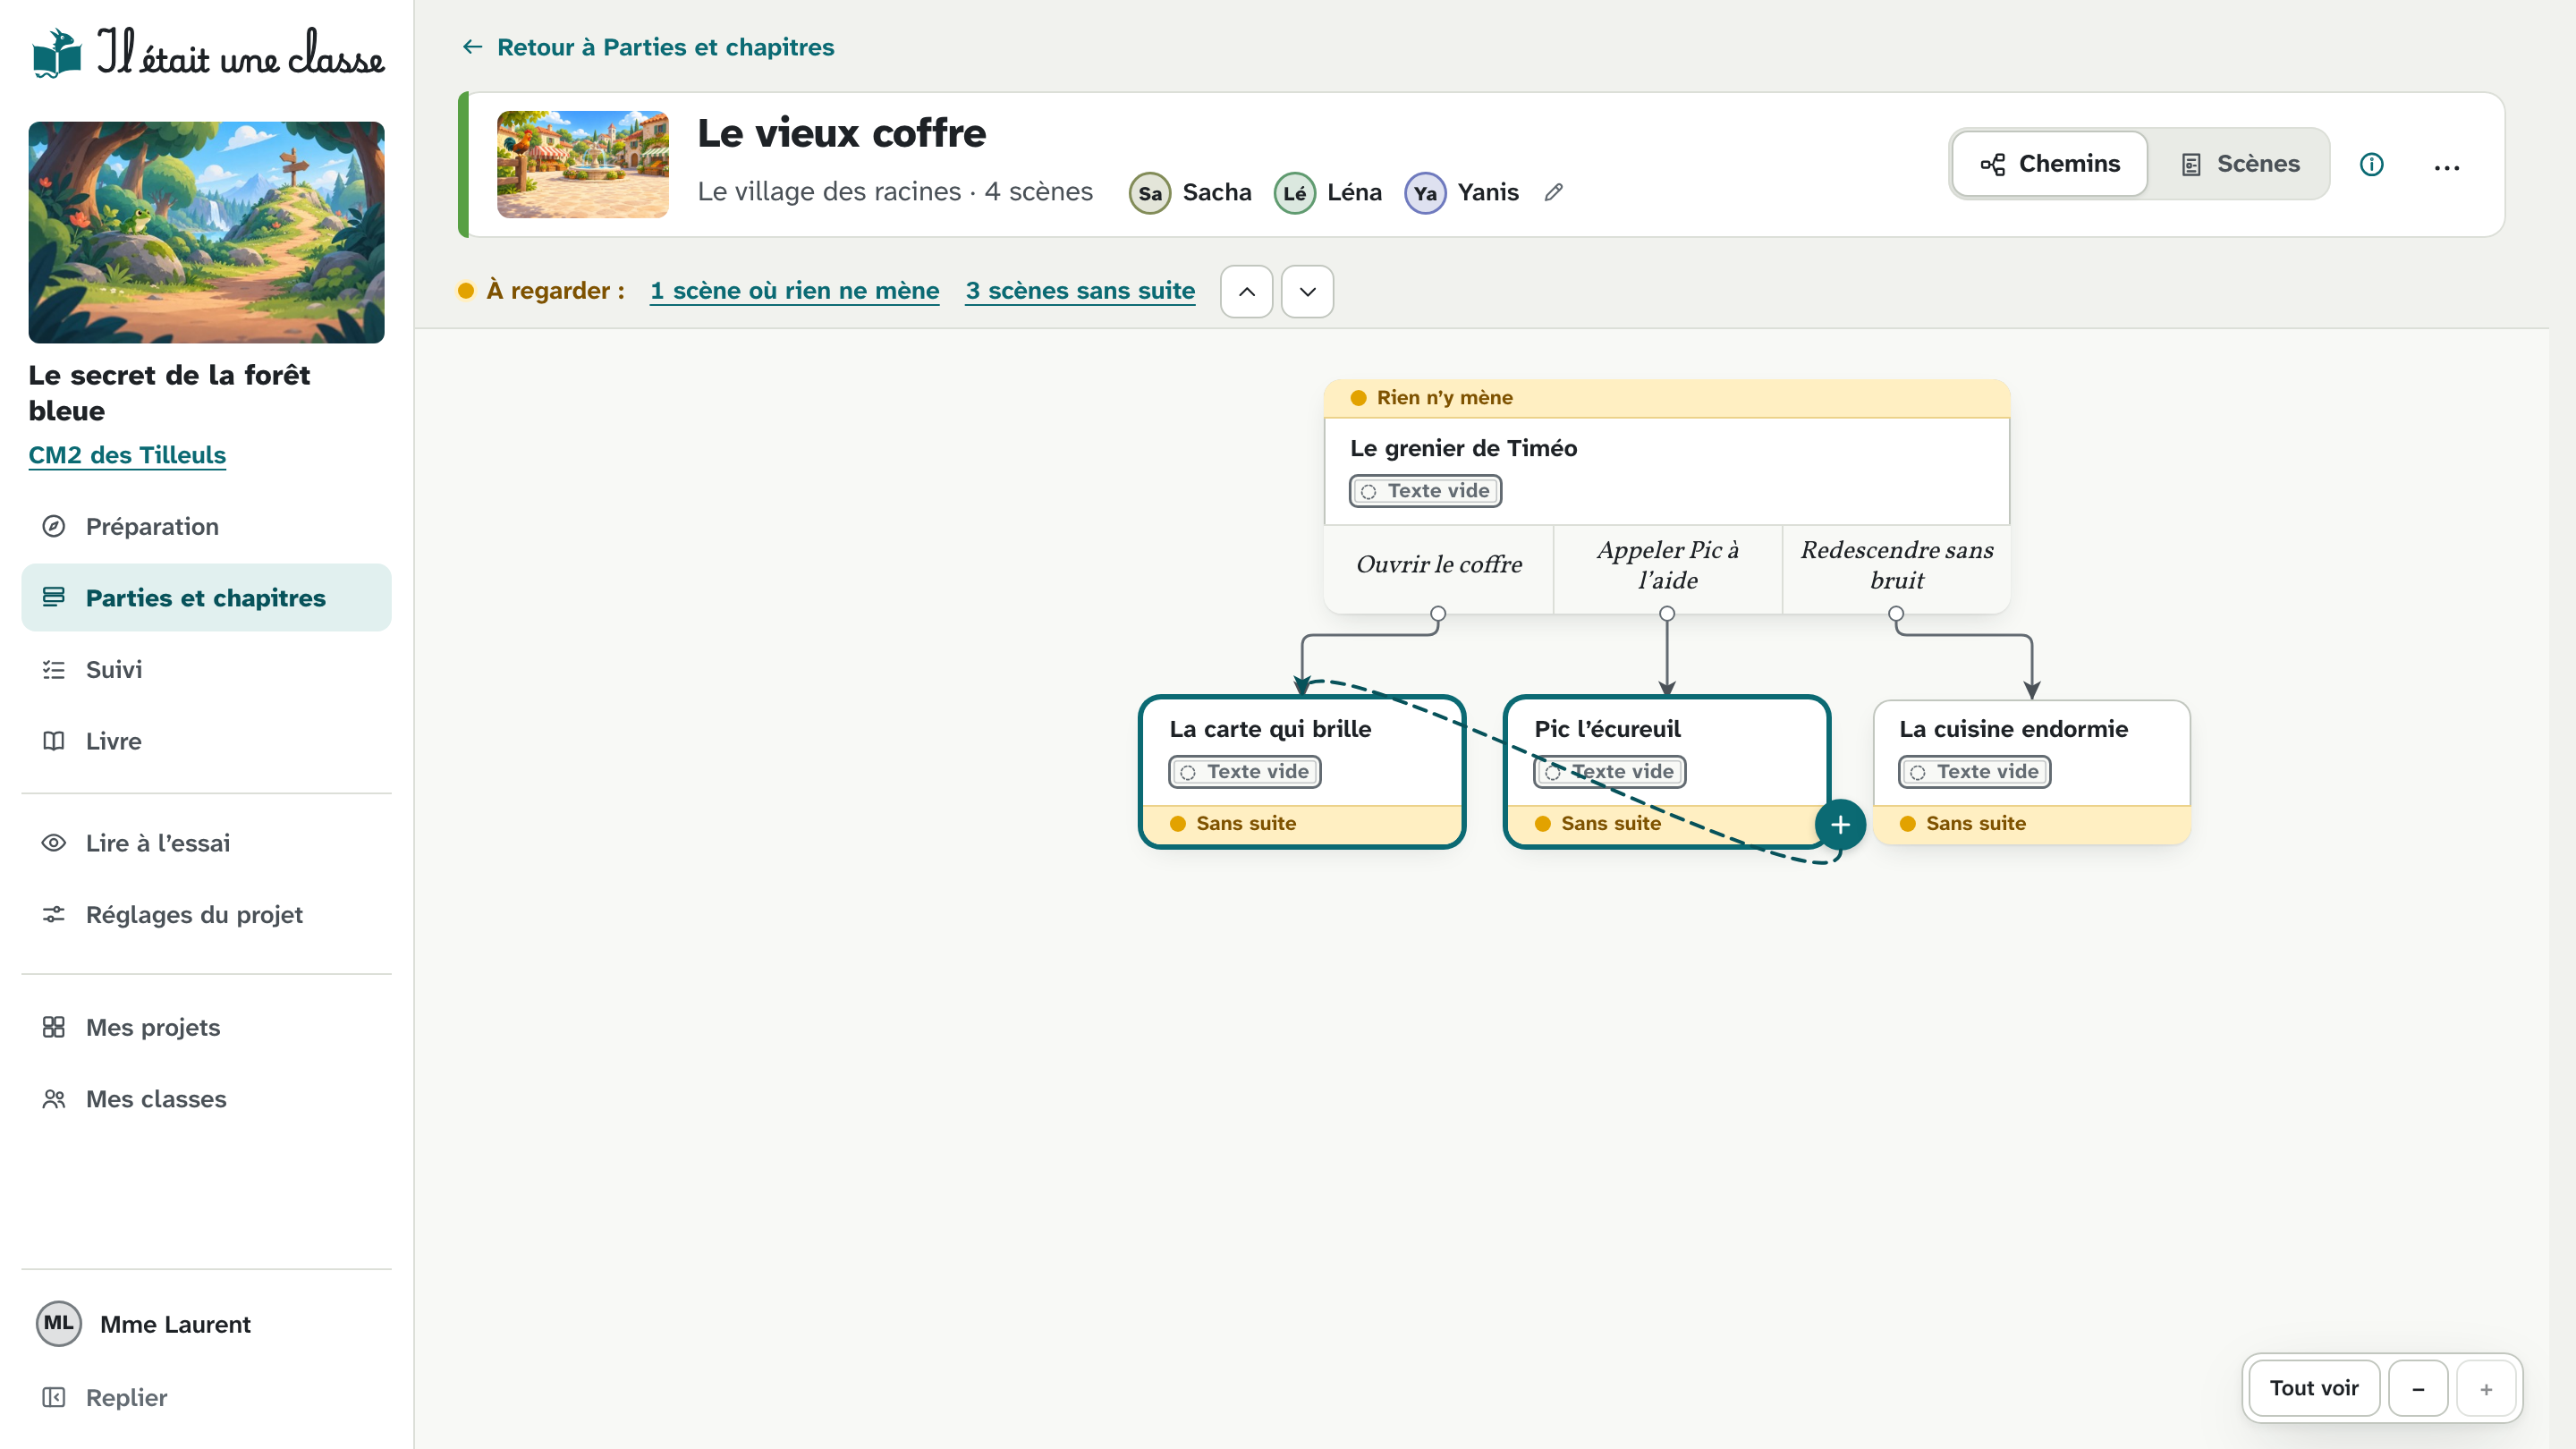 Il était une classe
Le secret de la forêt
bleue
CM2 des Tilleuls
Préparation
Parties et chapitres
Suivi
Livre
Lire à l’essai
Réglages du projet
Mes projets
Mes classes
ML Mme Laurent
Replier
← Retour à Parties et chapitres
Le vieux coffre
Le village des racines · 4 scènes
Sa Sacha Lé Léna Ya Yanis
Chemins Scènes
À regarder : 1 scène où rien ne mène 3 scènes sans suite
Rien n’y mène
Le grenier de Timéo
Texte vide
Ouvrir le coffre
Appeler Pic à
l’aide
Redescendre sans
bruit
La carte qui brille
Texte vide
Sans suite
Pic l’écureuil
Texte vide
Sans suite
+
La cuisine endormie
Texte vide
Sans suite
Tout voir − +